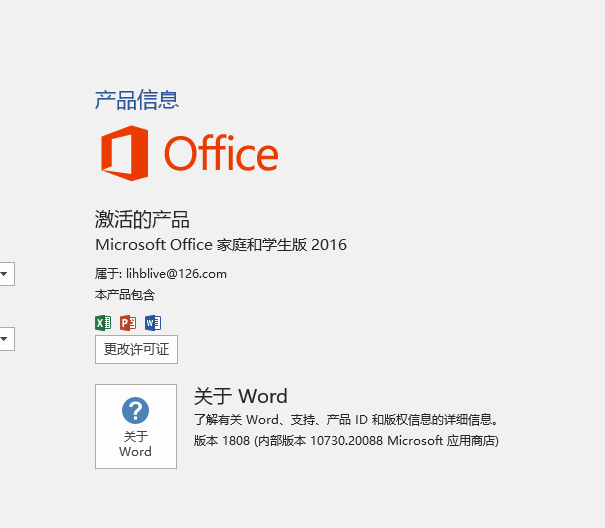 产品信息
Office
激活的产品
Microsoft Office 家庭和学生版 2016
属于: lihblive@126.com
本产品包含
更改许可证
关于 Word
了解有关 Word、支持、产品 ID 和版权信息的详细信息。
版本 1808 (内部版本 10730.20088 Microsoft 应用商店)
关于
Word